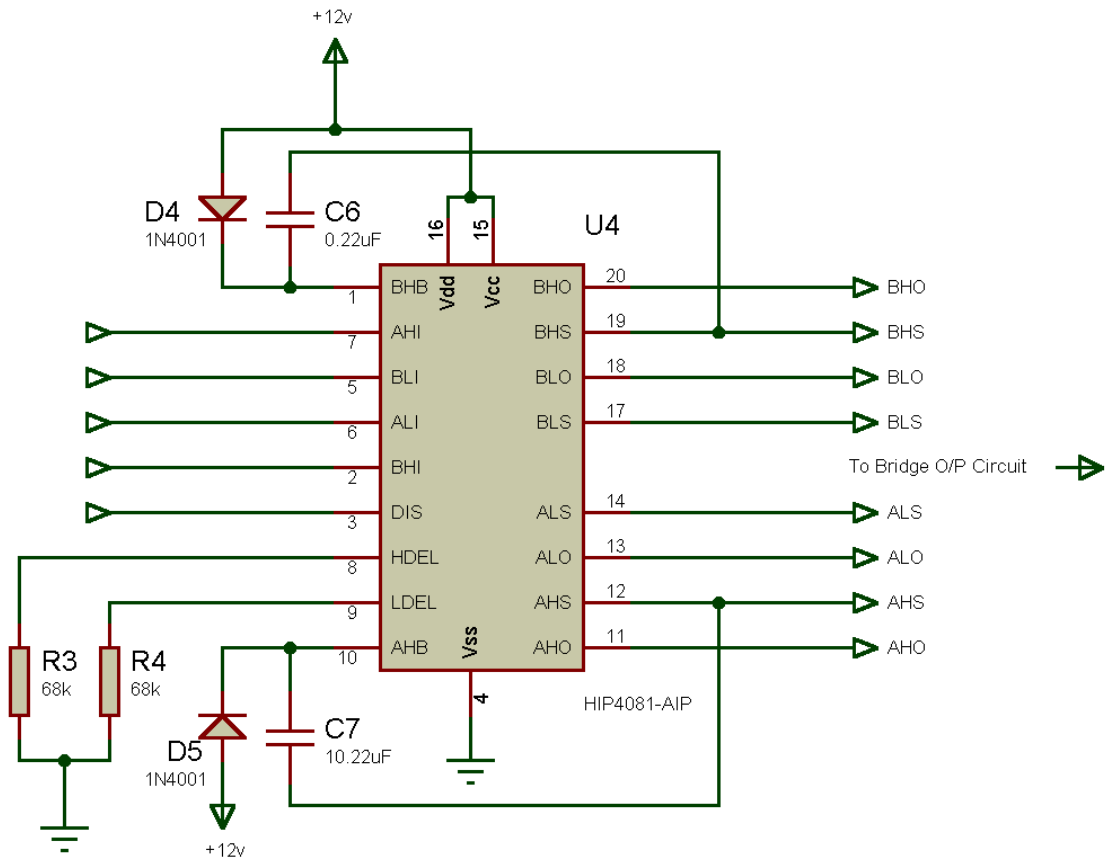 +12v
D4
1N4001
C6
0.22uF
U4
16
15
Vdd
Vcc
1
BHB
BHO
20
BHO
7
AHI
BHS
19
BHS
5
BLI
BLO
18
BLO
6
ALI
BLS
17
BLS
2
BHI
To Bridge O/P Circuit
3
DIS
ALS
14
ALS
8
HDEL
ALO
13
ALO
9
LDEL
AHS
12
AHS
10
AHB
Vss
AHO
11
AHO
4
HIP4081-AIP
R3
68k
R4
68k
D5
1N4001
C7
10.22uF
+12v